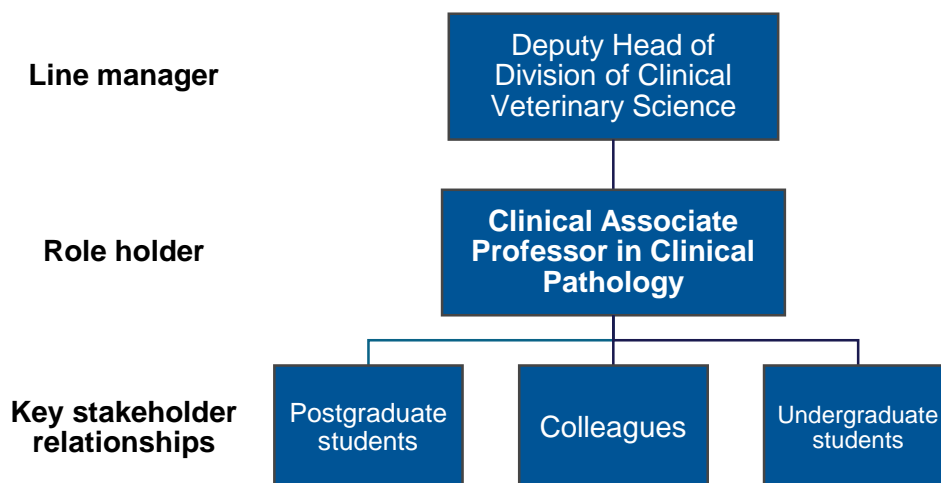 Line manager
Deputy Head of
Division of Clinical
Veterinary Science
Role holder
Clinical Associate
Professor in Clinical
Pathology
Key stakeholder
relationships
Postgraduate
students
Colleagues
Undergraduate
students